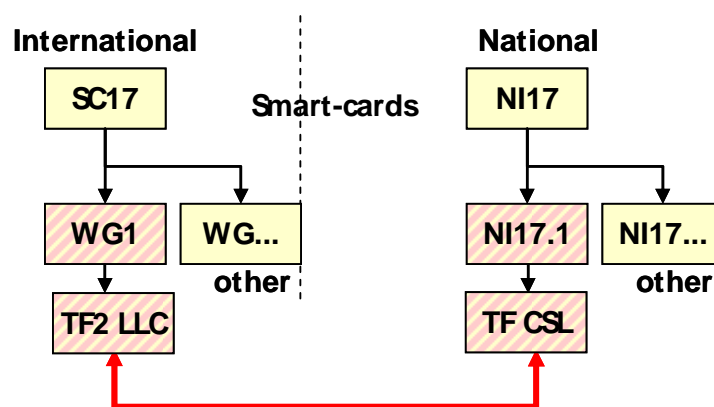 International
National
SC17
Smart-cards
NI17
WG1
WG...
NI17.1
NI17...
other
other
TF2 LLC
TF CSL